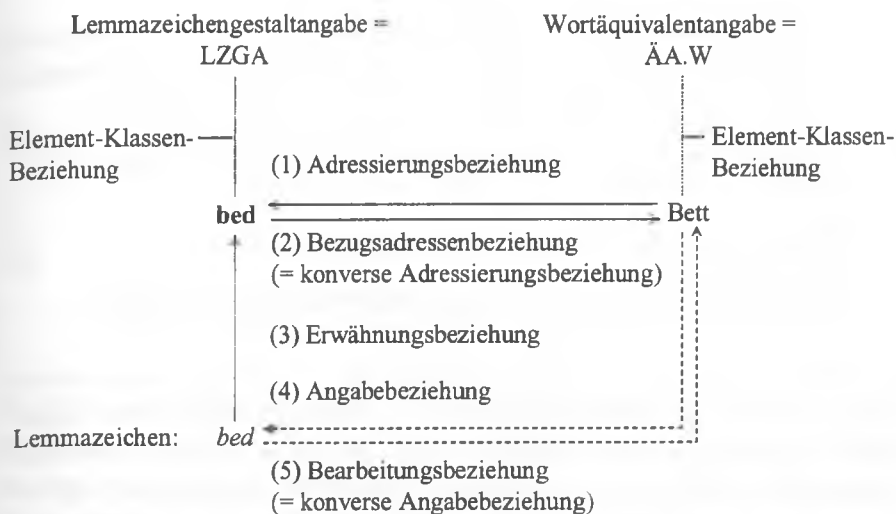 Lemmazeichengestaltangabe =
LZGA
Wortäquivalentangabe =
ÄA.W
Element-Klassen-
Beziehung
Element-Klassen-
Beziehung
(1) Adressierungsbeziehung
bed
Bett
(2) Bezugsadressenbeziehung
(= konverse Adressierungsbeziehung)
(3) Erwähnungsbeziehung
(4) Angabebeziehung
Lemmazeichen: bed
(5) Bearbeitungsbeziehung
(= konverse Angabebeziehung)